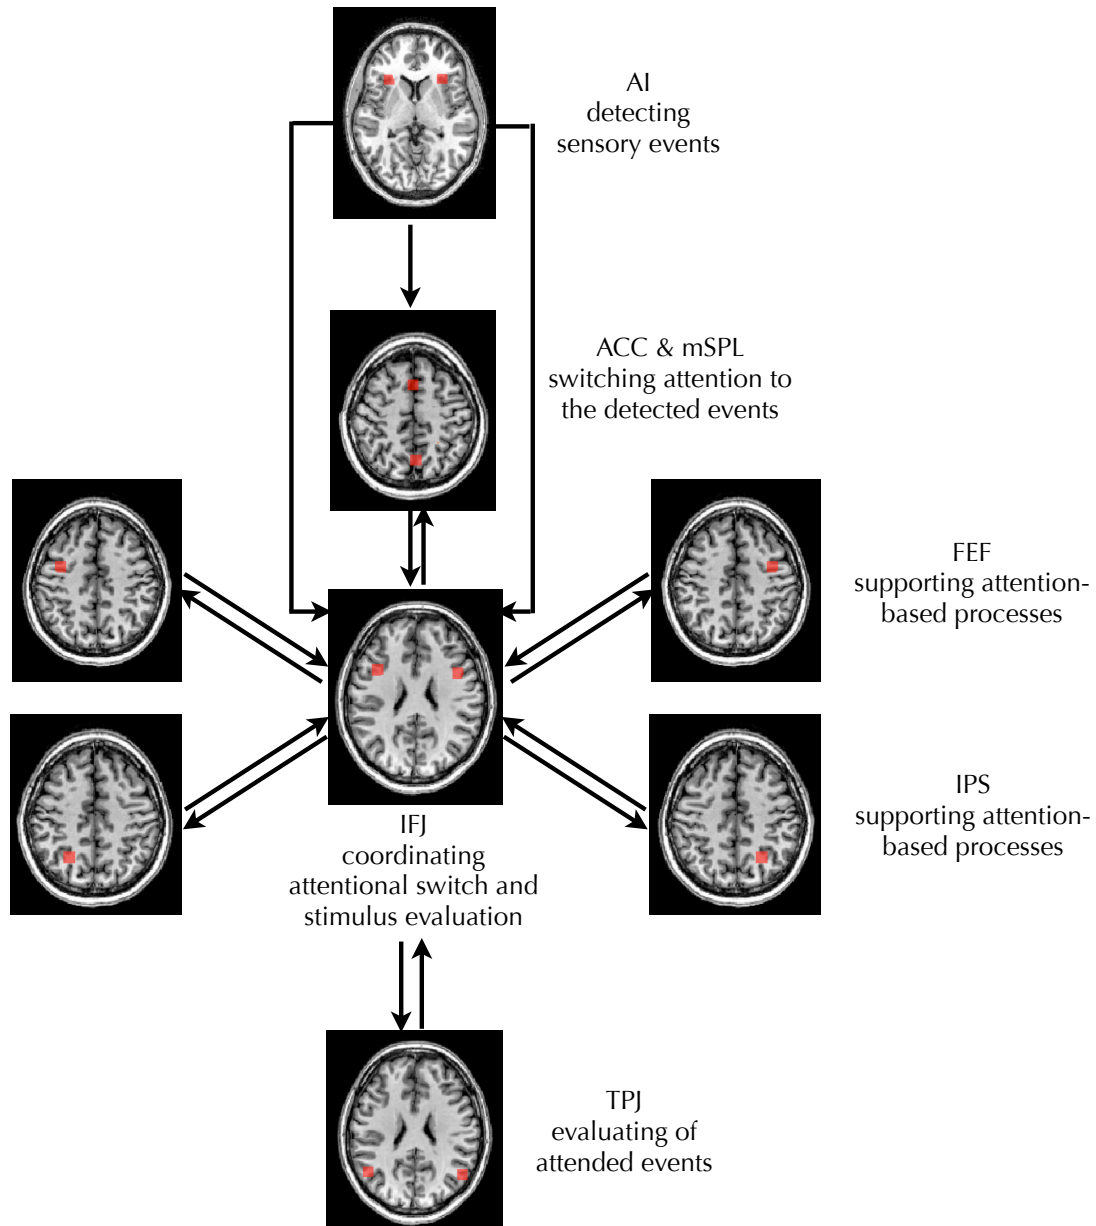 AI
detecting
sensory events
ACC & mSPL
switching attention to
the detected events
FEF
supporting attention-
based processes
IPS
supporting attention-
based processes
IFJ
coordinating
attentional switch and
stimulus evaluation
TPJ
evaluating of
attended events